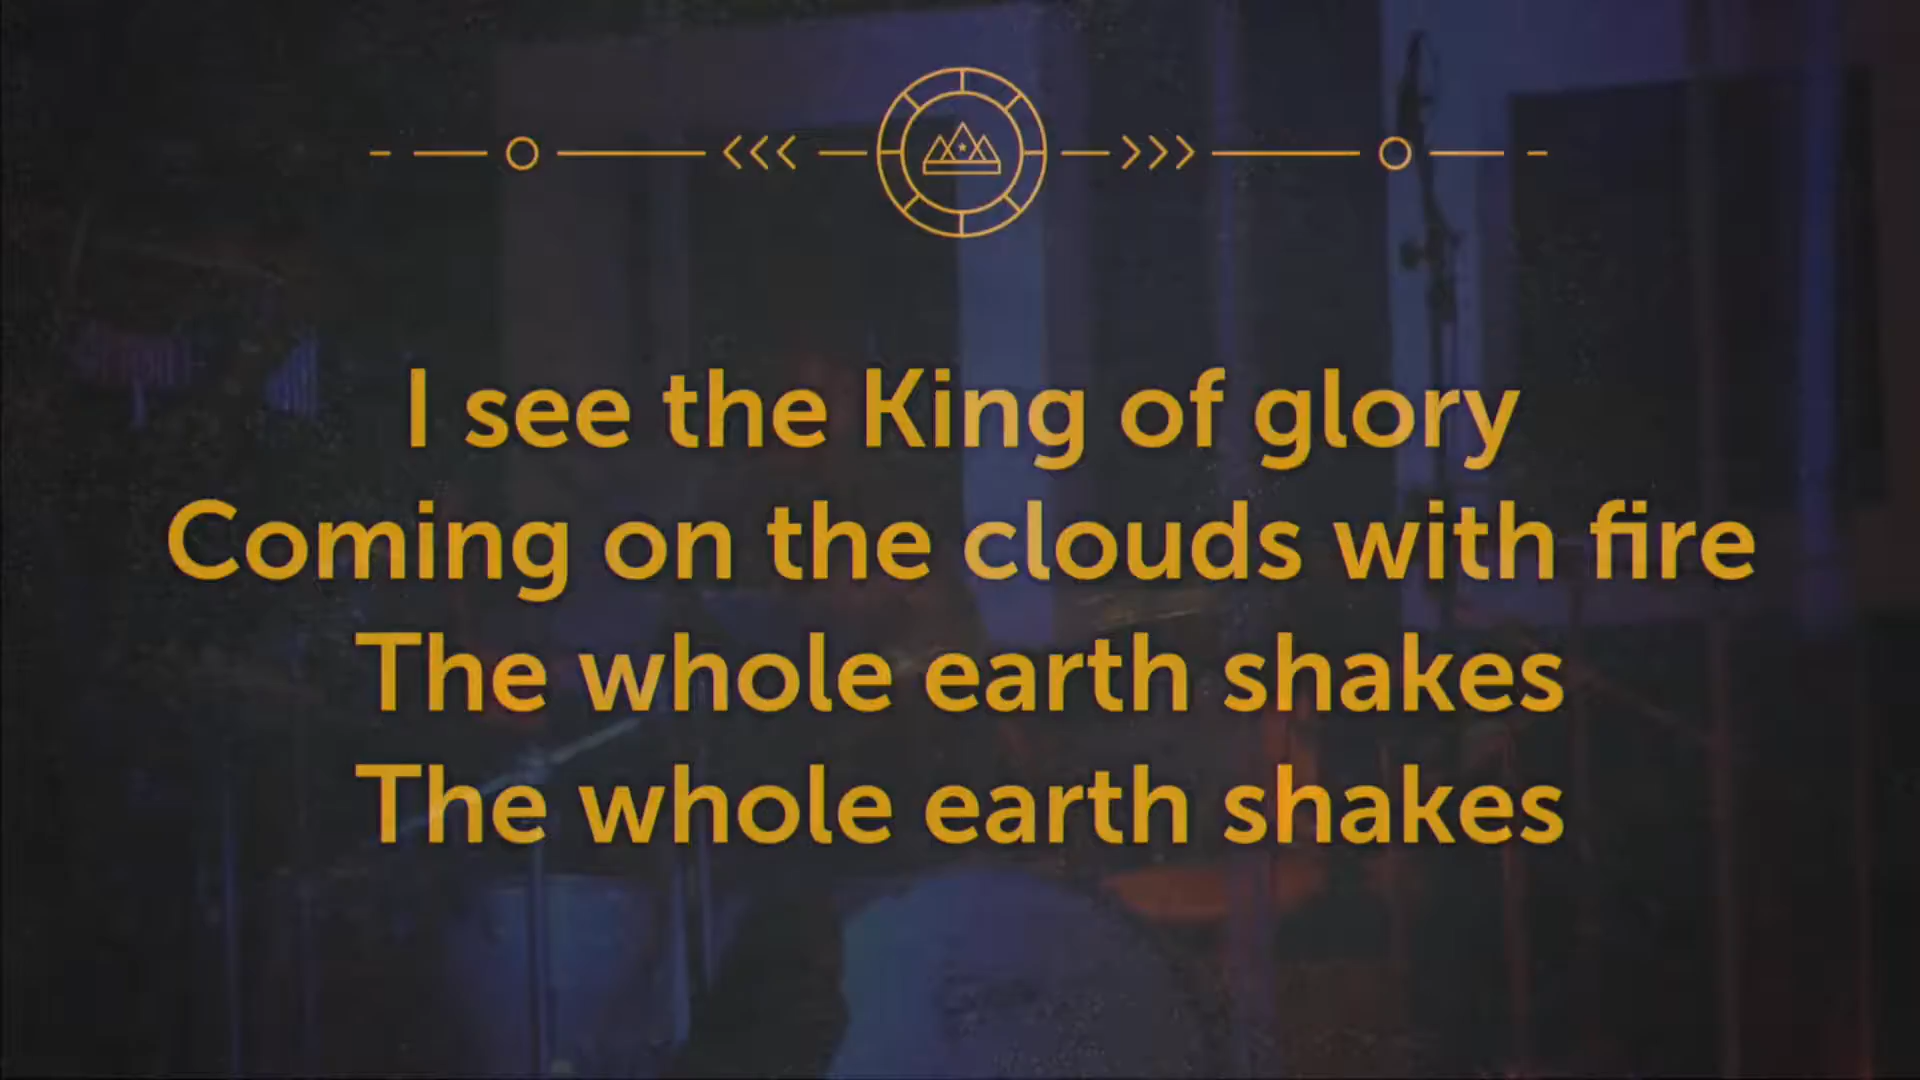 I see the King of glory
Coming on the clouds with fire
The whole earth shakes
The whole earth shakes